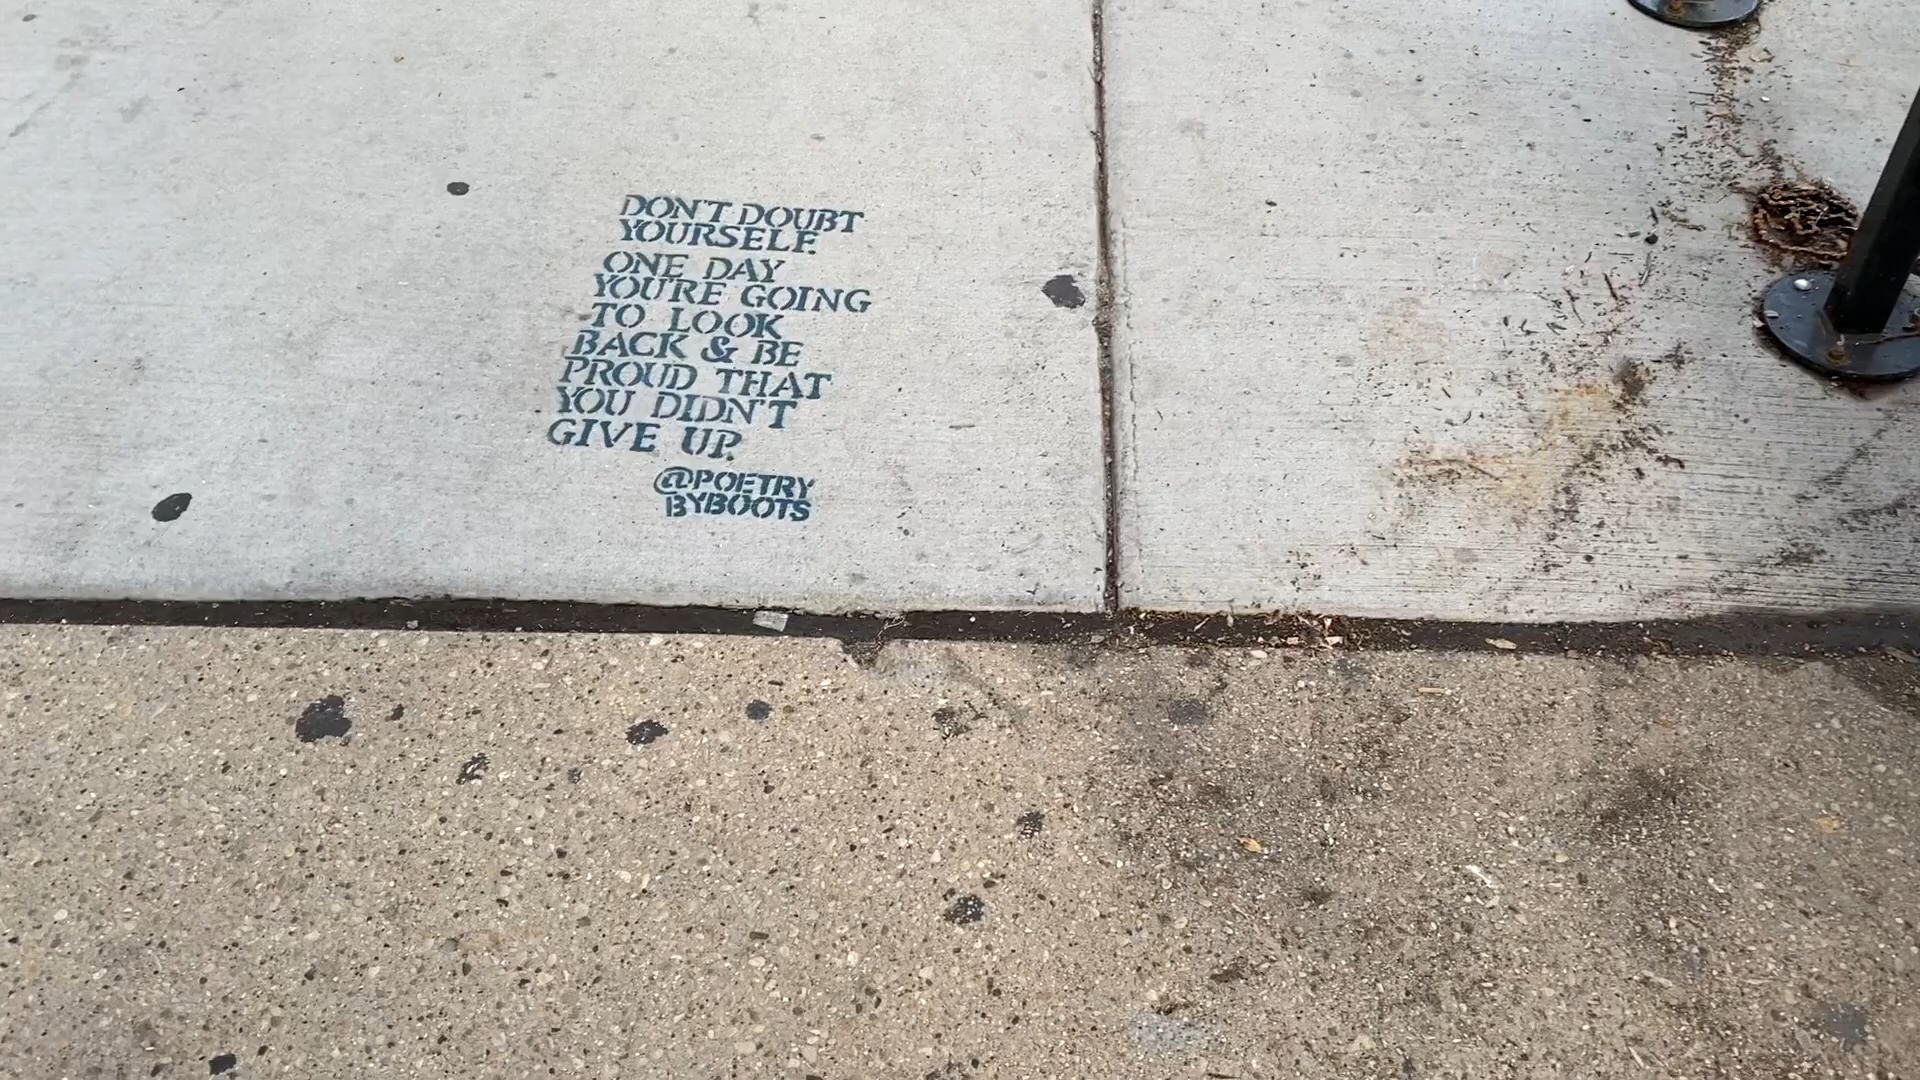 DON'T DOUBT
YOURSELF.
ONE DAY
YOU'RE GOING
TO LOOK
BACK & BE
PROUD THAT
YOU DIDN'T
GIVE UP.
@POETRY
BYBOOTS